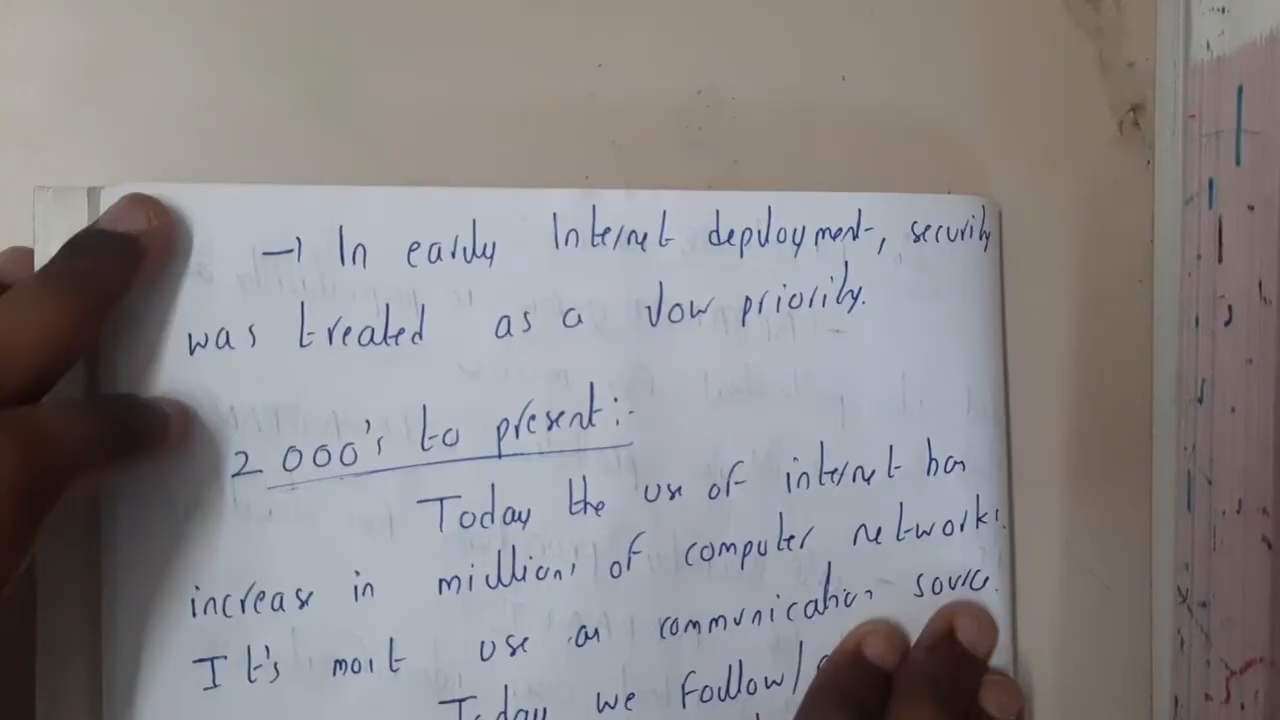 → In early Internet deployment, security
was treated as a low priority.
2000's to present:-
Today the use of internet has
increase in millions of computer networks.
It's most use as communication source.
Today we follow/